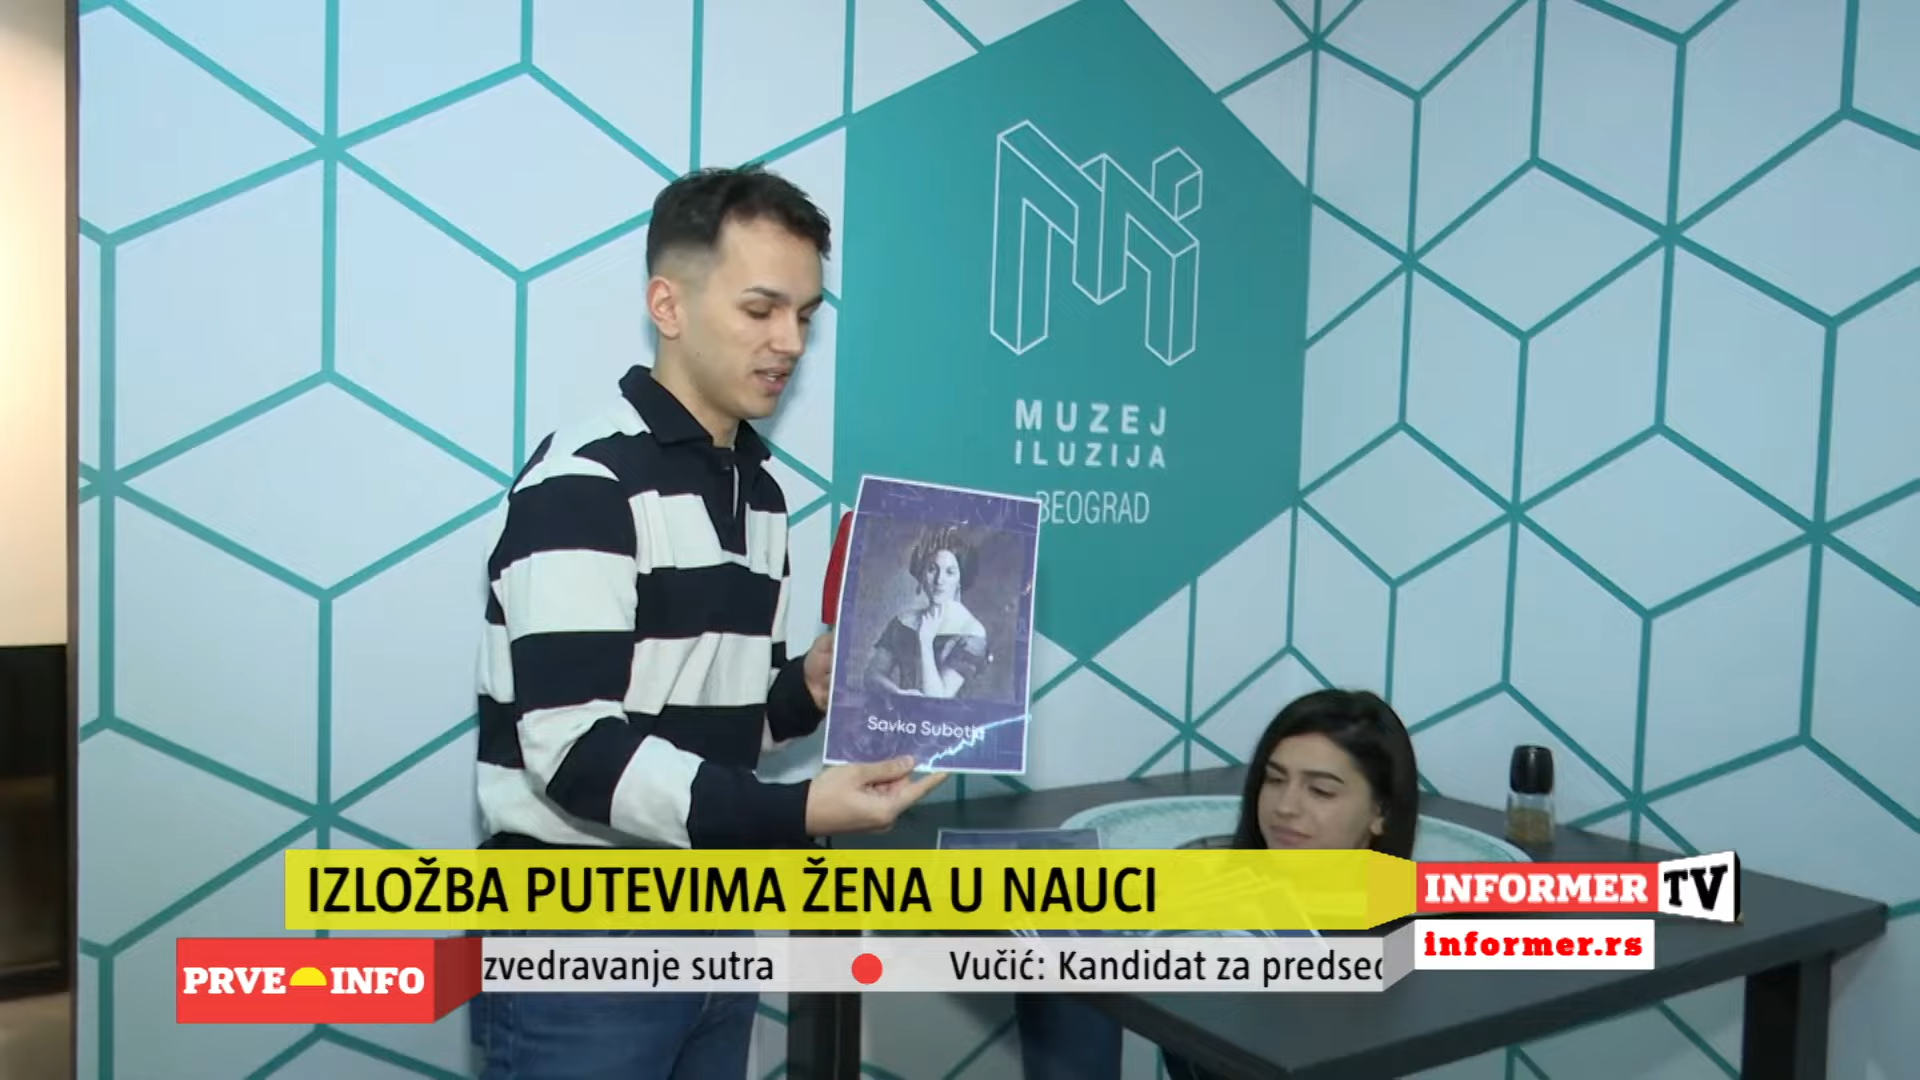 MUZEJ
ILUZIJA
BEOGRAD
Savka Subotić
IZLOŽBA PUTEVIMA ŽENA U NAUCI
INFORMER TV
informer.rs
PRVE INFO
zvedravanje sutra
Vučić: Kandidat za predsed